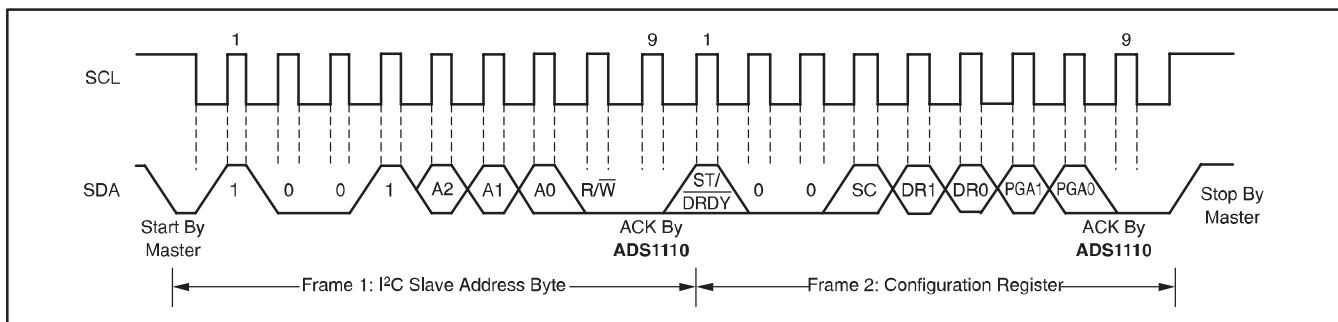 1 9 1 9
SCL
SDA
1 0 0 1 A2 A1 A0 R/W̅ ST/ 0 0 SC DR1 DR0 PGA1 PGA0
D̅R̅D̅Y̅
Start By
Master
ACK By
ADS1110
ACK By
ADS1110
Stop By
Master
Frame 1: I²C Slave Address Byte
Frame 2: Configuration Register